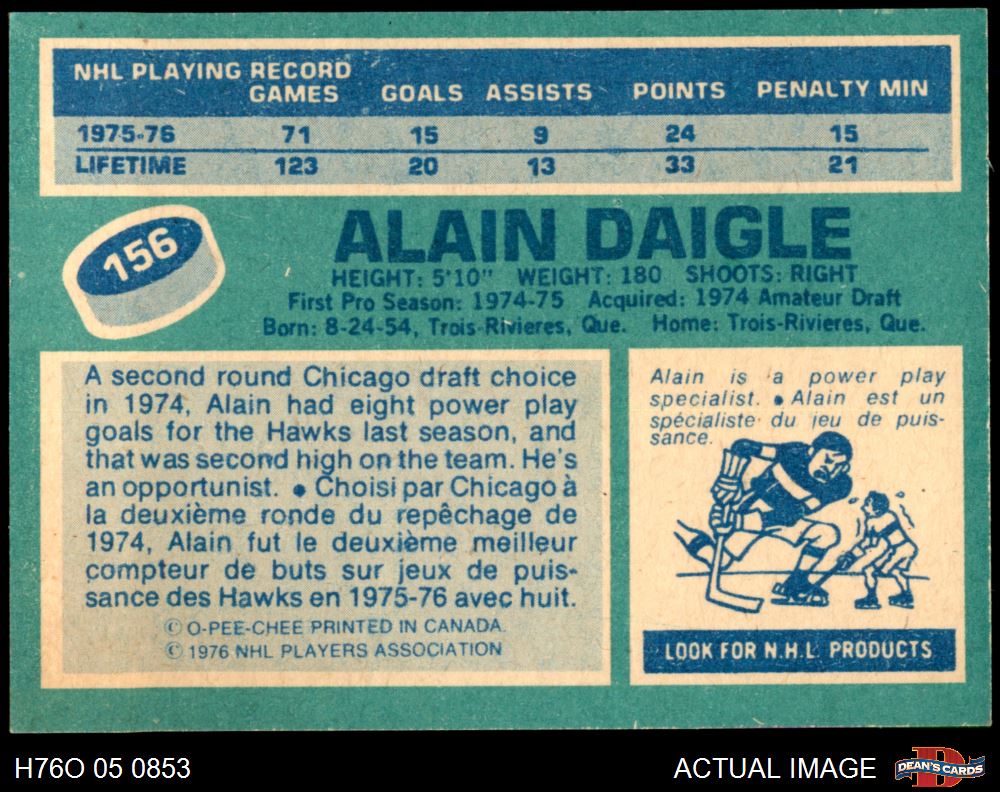 NHL PLAYING RECORD
GAMES GOALS ASSISTS POINTS PENALTY MIN
1975-76 71 15 9 24 15
LIFETIME 123 20 13 33 21
156
ALAIN DAIGLE
HEIGHT: 5'10" WEIGHT: 180 SHOOTS: RIGHT
First Pro Season: 1974-75 Acquired: 1974 Amateur Draft
Born: 8-24-54, Trois-Rivieres, Que. Home: Trois-Rivieres, Que.
A second round Chicago draft choice
in 1974, Alain had eight power play
goals for the Hawks last season, and
that was second high on the team. He's
an opportunist. • Choisi par Chicago à
la deuxième ronde du repêchage de
1974, Alain fut le deuxième meilleur
compteur de buts sur jeux de puis-
sance des Hawks en 1975-76 avec huit.
© O-PEE-CHEE PRINTED IN CANADA.
© 1976 NHL PLAYERS ASSOCIATION
Alain is a power play
specialist. • Alain est un
spécialiste du jeu de puis-
sance.
LOOK FOR N.H.L. PRODUCTS
H76O 05 0853
ACTUAL IMAGE
D
DEAN'S CARDS